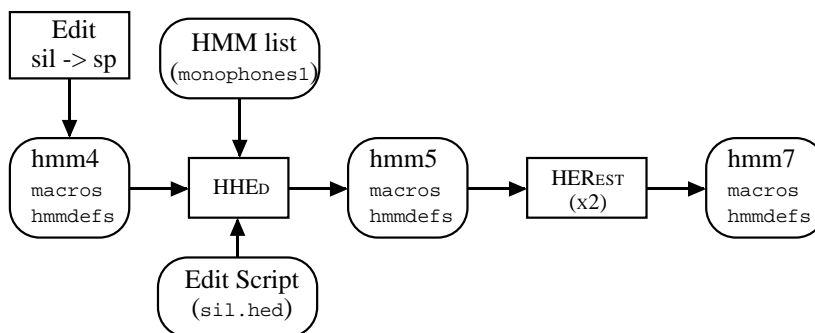 Edit
sil -> sp
HMM list
(monophones1)
hmm4
macros
hmmdefs
HHED
hmm5
macros
hmmdefs
HEREST
(x2)
hmm7
macros
hmmdefs
Edit Script
(sil.hed)